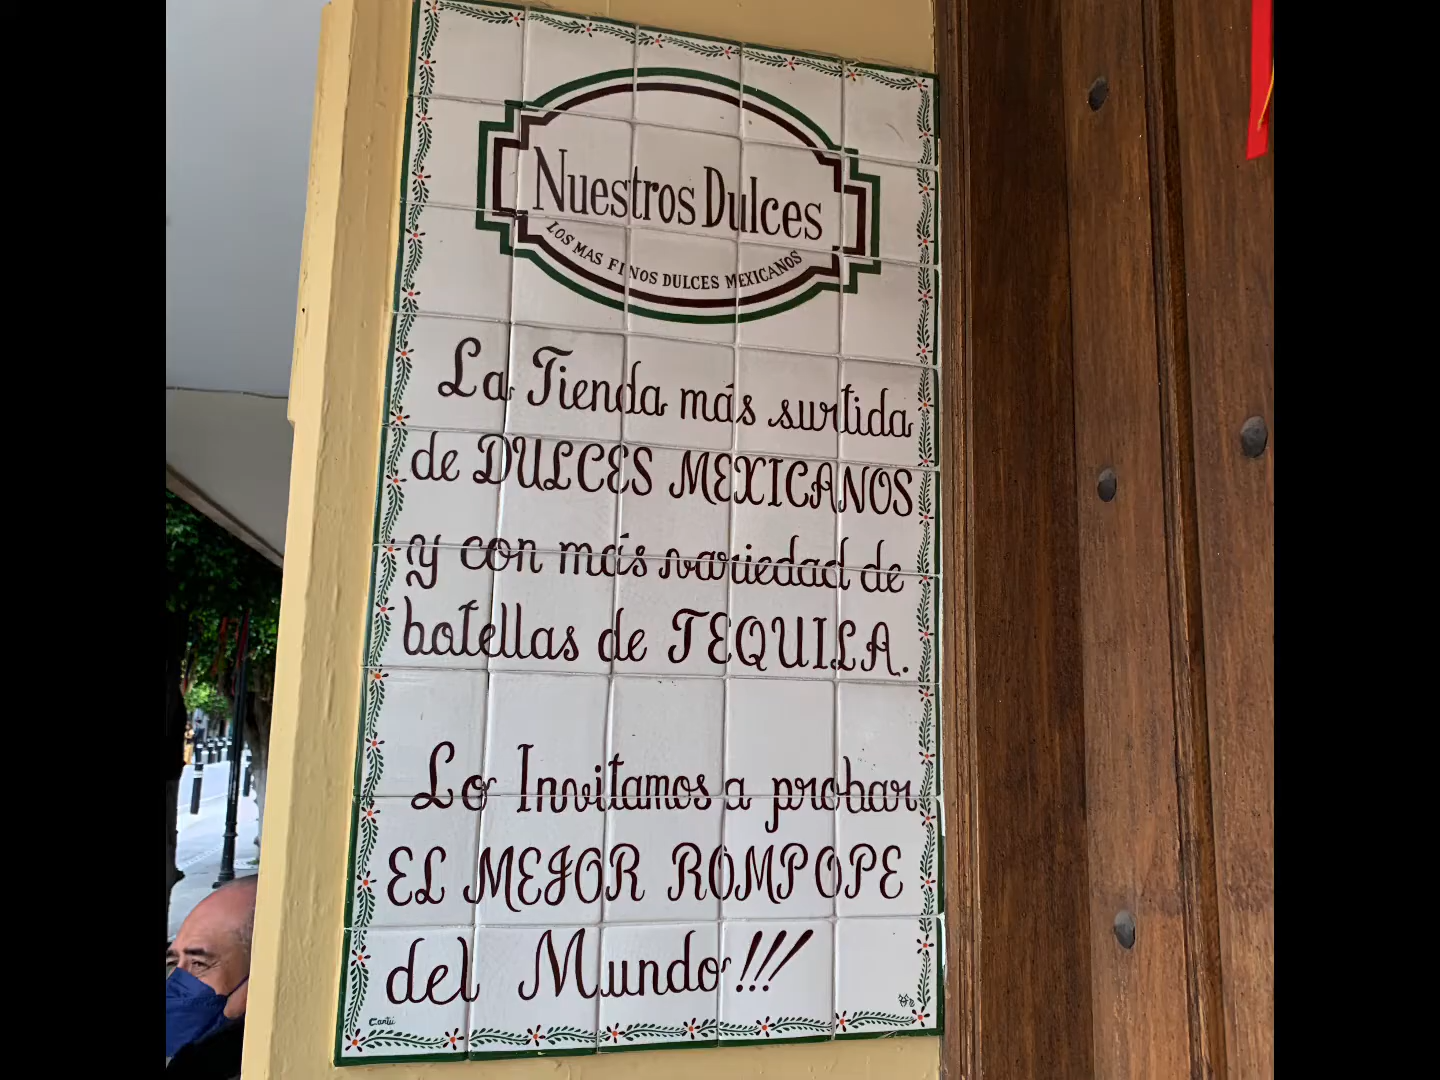 Nuestros Dulces
LOS MAS FINOS DULCES MEXICANOS
La Tienda más surtida
de DULCES MEXICANOS
y con más variedad de
botellas de TEQUILA.
Lo Invitamos a probar
EL MEJOR ROMPOPE
del Mundo!!!
Cantú